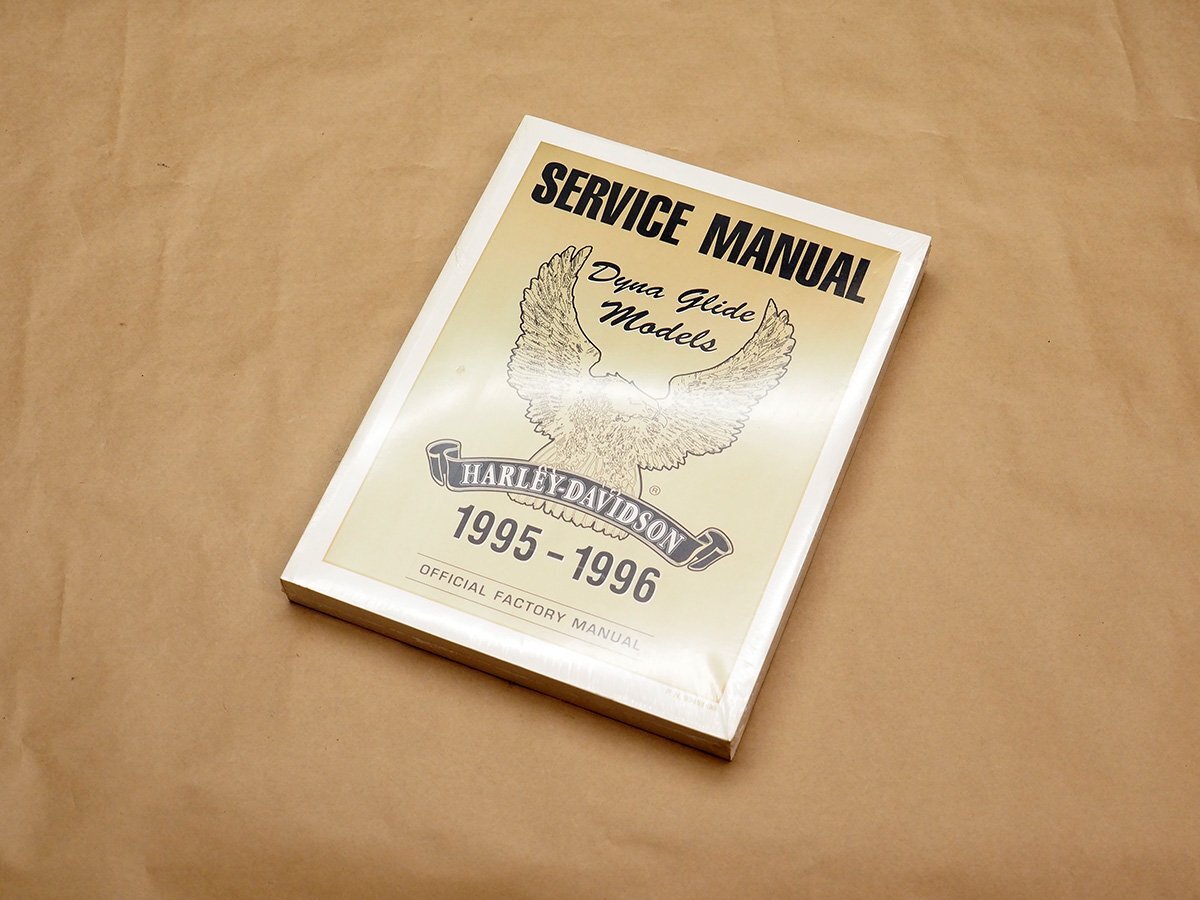 SERVICE MANUAL
Dyna Glide
Models
HARLEY-DAVIDSON
®
1995 - 1996
OFFICIAL FACTORY MANUAL